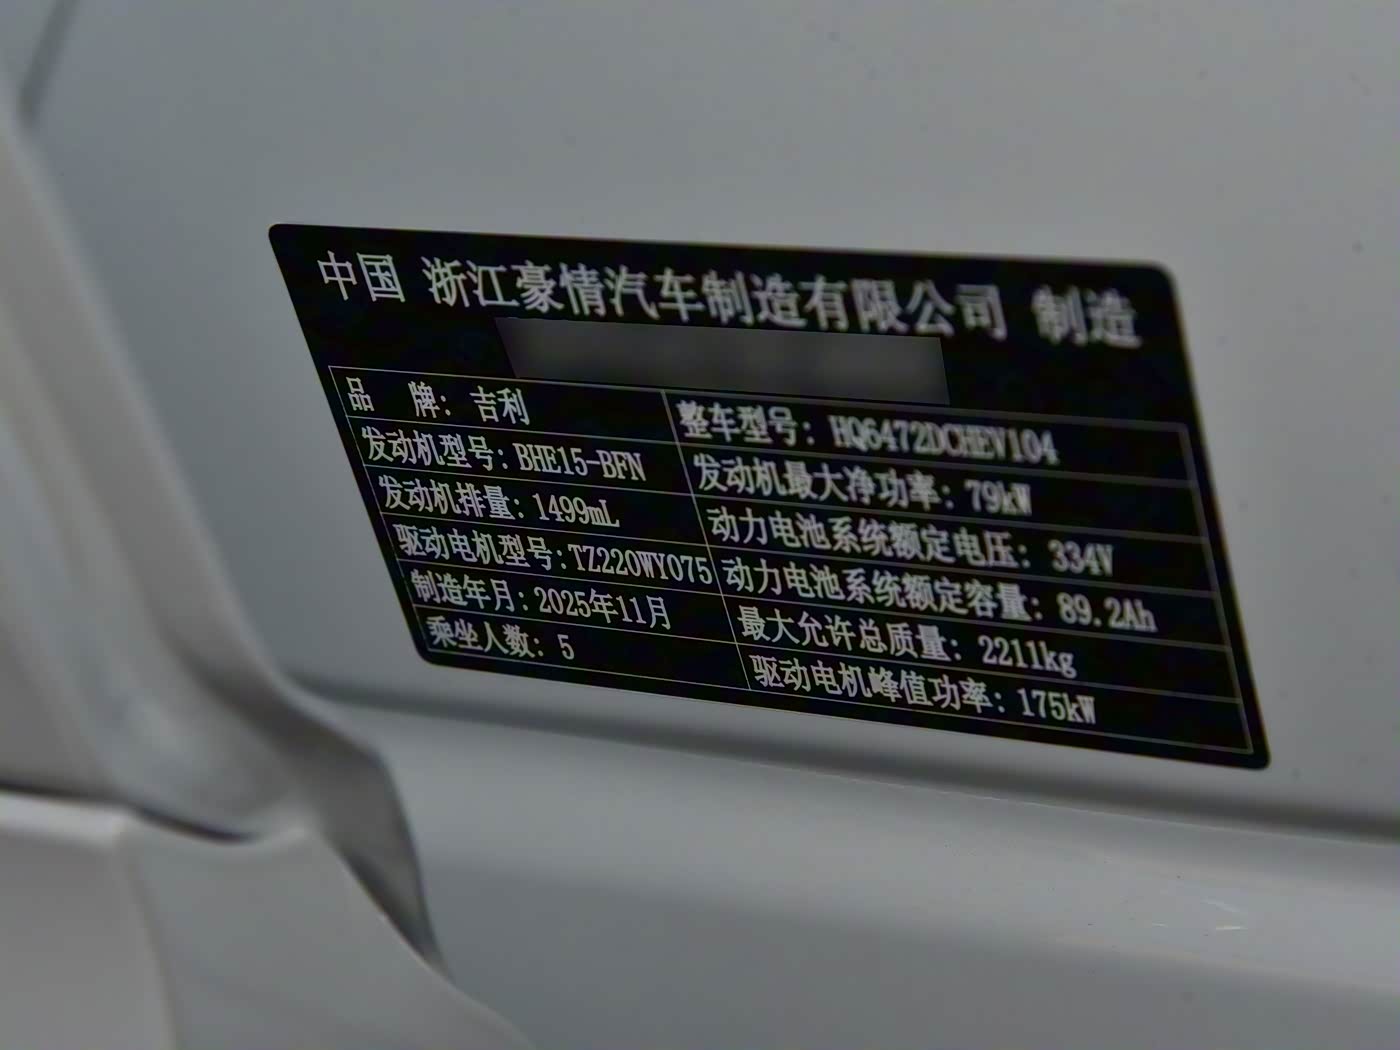 中国 浙江豪情汽车制造有限公司 制造
品 牌: 吉利
整车型号: HQ6472DCHEV104
发动机型号: BHE15-BFN
发动机最大净功率: 79kW
发动机排量: 1499mL
动力电池系统额定电压: 334V
驱动电机型号: TZ220WY075
动力电池系统额定容量: 89.2Ah
制造年月: 2025年11月
最大允许总质量: 2211kg
乘坐人数: 5
驱动电机峰值功率: 175kW